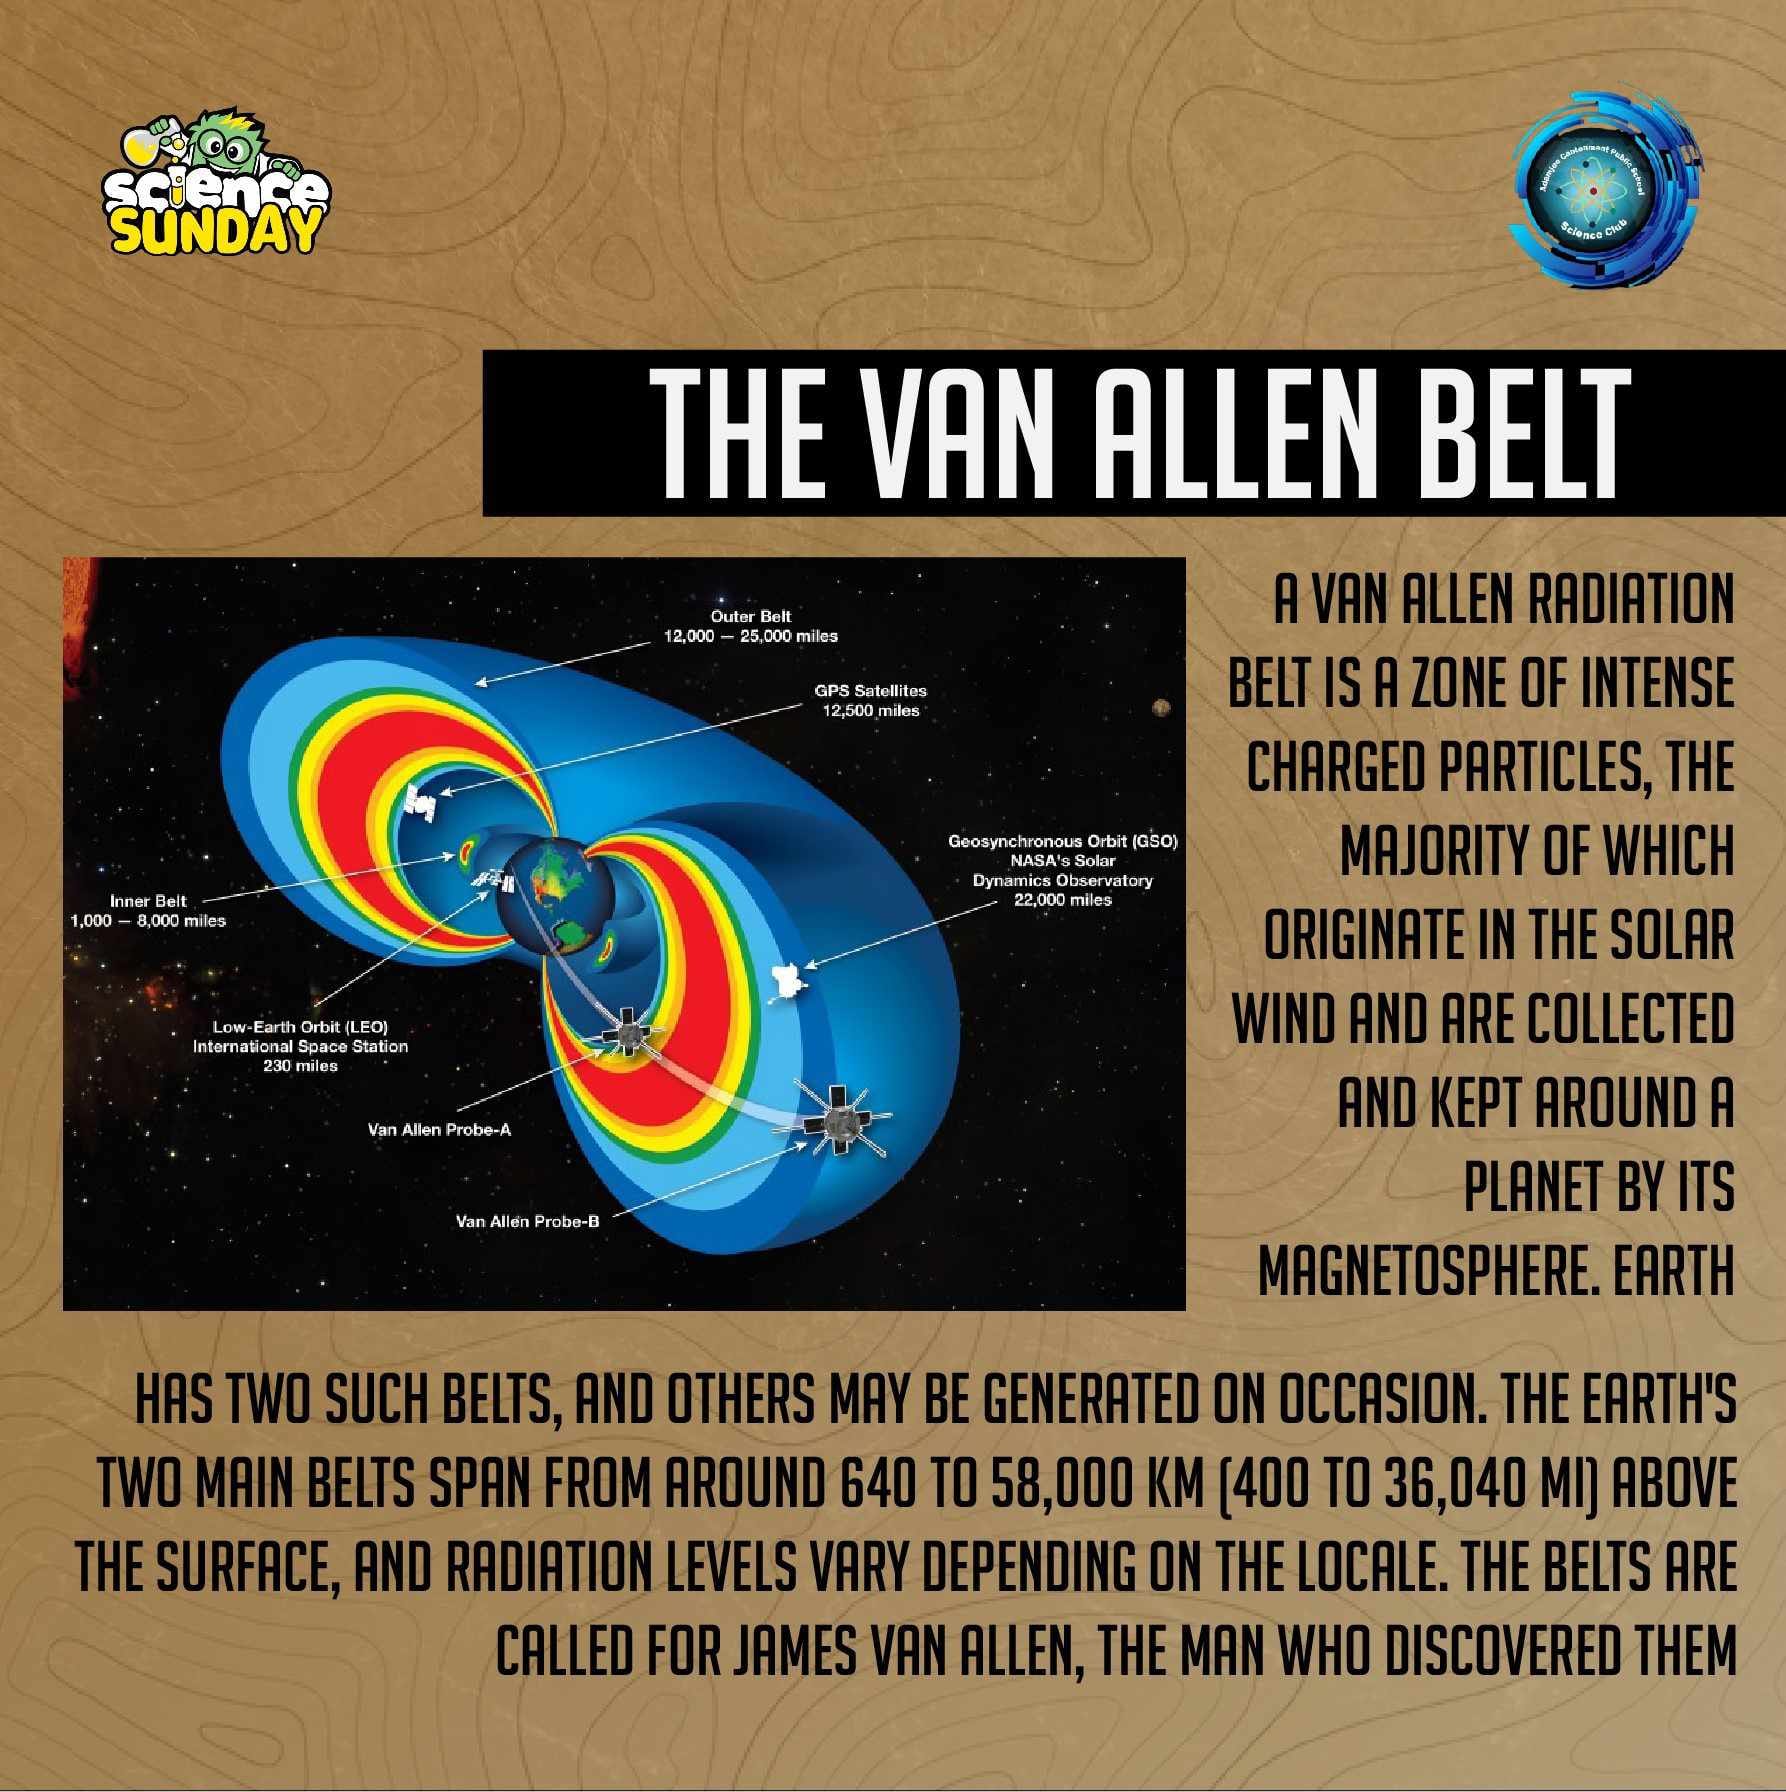 science
SUNDAY
Adamjee Cantonment Public School
Science Club
THE VAN ALLEN BELT
Outer Belt
12,000 — 25,000 miles
GPS Satellites
12,500 miles
Geosynchronous Orbit (GSO)
NASA's Solar
Dynamics Observatory
22,000 miles
Inner Belt
1,000 — 8,000 miles
Low-Earth Orbit (LEO)
International Space Station
230 miles
Van Allen Probe-A
Van Allen Probe-B
A VAN ALLEN RADIATION
BELT IS A ZONE OF INTENSE
CHARGED PARTICLES, THE
MAJORITY OF WHICH
ORIGINATE IN THE SOLAR
WIND AND ARE COLLECTED
AND KEPT AROUND A
PLANET BY ITS
MAGNETOSPHERE. EARTH
HAS TWO SUCH BELTS, AND OTHERS MAY BE GENERATED ON OCCASION. THE EARTH'S
TWO MAIN BELTS SPAN FROM AROUND 640 TO 58,000 KM (400 TO 36,040 MI) ABOVE
THE SURFACE, AND RADIATION LEVELS VARY DEPENDING ON THE LOCALE. THE BELTS ARE
CALLED FOR JAMES VAN ALLEN, THE MAN WHO DISCOVERED THEM